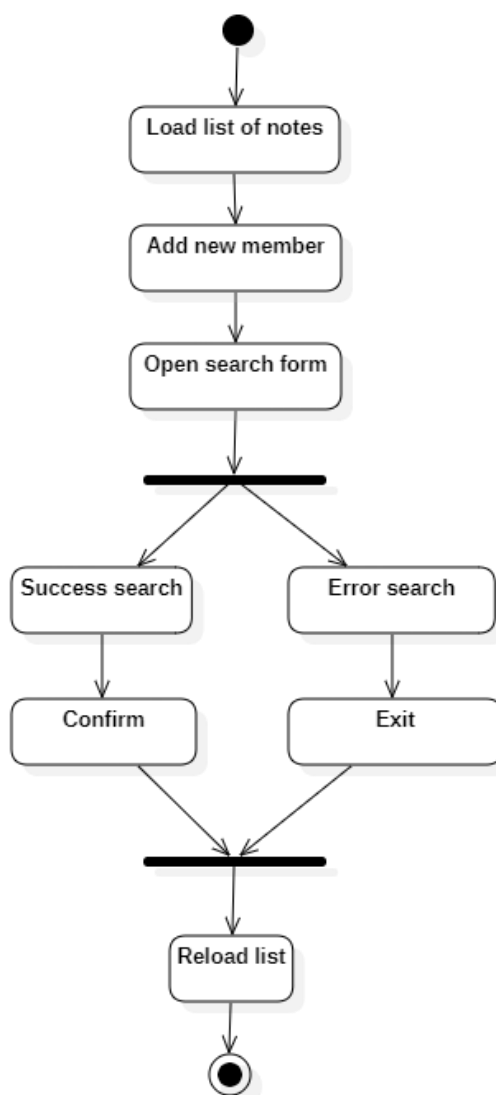 Load list of notes
Add new member
Open search form
Success search
Error search
Confirm
Exit
Reload list